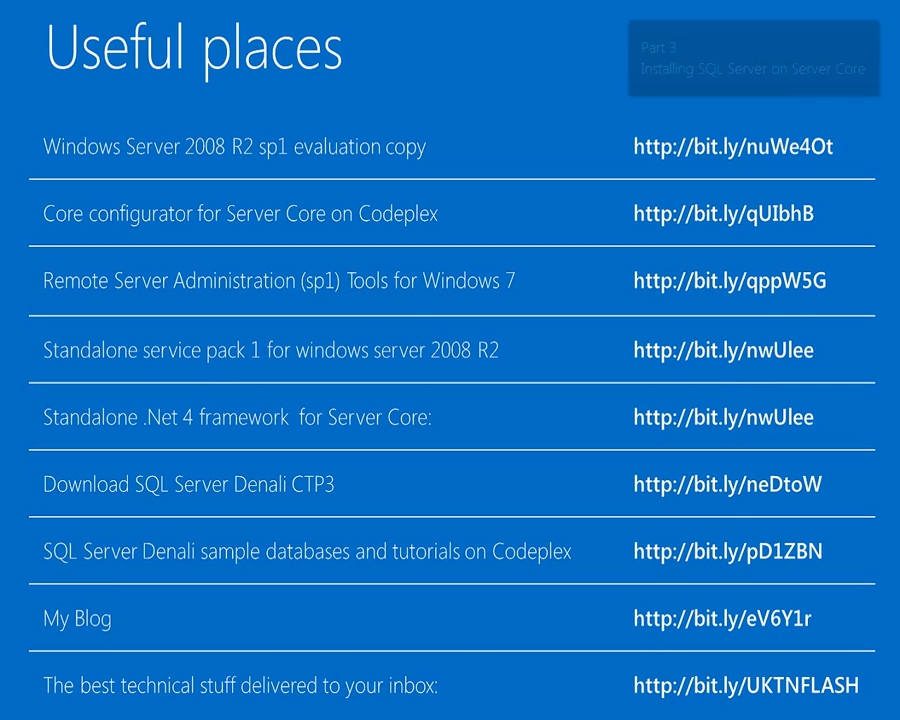 Useful places
Part 3
Installing SQL Server on Server Core
Windows Server 2008 R2 sp1 evaluation copy http://bit.ly/nuWe4Ot
Core configurator for Server Core on Codeplex http://bit.ly/qUIbhB
Remote Server Administration (sp1) Tools for Windows 7 http://bit.ly/qppW5G
Standalone service pack 1 for windows server 2008 R2 http://bit.ly/nwUlee
Standalone .Net 4 framework  for Server Core: http://bit.ly/nwUlee
Download SQL Server Denali CTP3 http://bit.ly/neDtoW
SQL Server Denali sample databases and tutorials on Codeplex http://bit.ly/pD1ZBN
My Blog http://bit.ly/eV6Y1r
The best technical stuff delivered to your inbox: http://bit.ly/UKTNFLASH